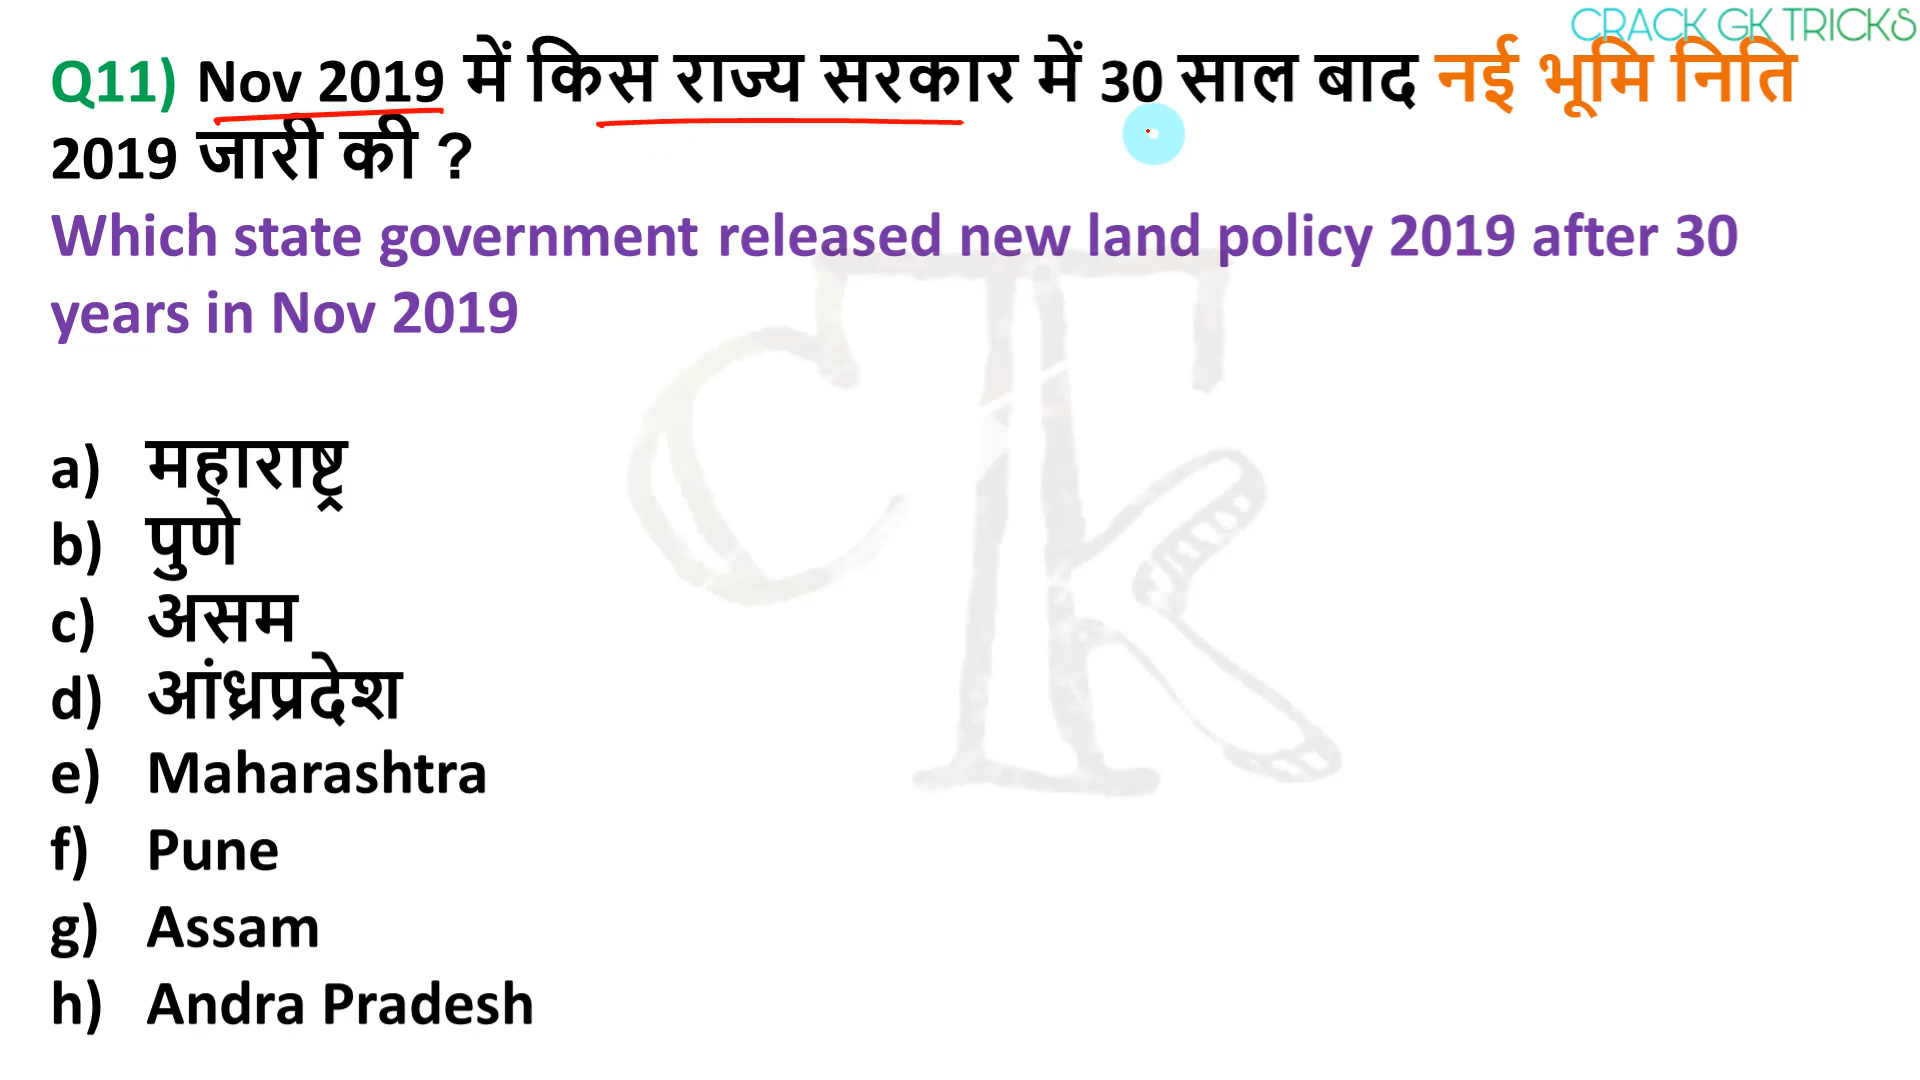 CRACK GK TRICKS
Q11) Nov 2019 में किस राज्य सरकार में 30 साल बाद नई भूमि निति
2019 जारी की ?
Which state government released new land policy 2019 after 30
years in Nov 2019
a) महाराष्ट्र
b) पुणे
c) असम
d) आंध्रप्रदेश
e) Maharashtra
f) Pune
g) Assam
h) Andra Pradesh